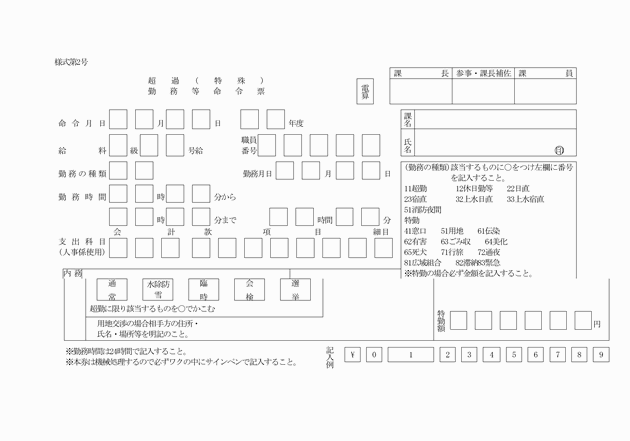 様式第2号
超過(特殊)
勤務等命令票
電算
課長 参事・課長補佐 課員
命令月日 月 日 年度
課名
給料 級 号給 職員番号
氏名 印
勤務の種類 勤務月日 月 日
勤務時間 時 分から
時 分まで 時間 分
会計 款 項 目 細目
支出科目
(人事係使用)
(勤務の種類)該当するものに○をつけ左欄に番号
を記入すること。
11超勤 12休日勤等 22日直
23宿直 32土水日直 33土水宿直
51消防夜間
特勤
41窓口 51用地 61伝染
62有害 63ごみ収 64美化
65死犬 71行旅 72通夜
81広域組合 82滞納83緊急
※特勤の場合必ず金額を記入すること。
内務
通常 水除防雪 臨時 会検 選挙
超勤に限り該当するものを○でかこむ
用地交渉の場合相手方の住所・
氏名・場所等を明記のこと。
特勤額 円
※勤務時間は24時間で記入すること。
※本券は機械処理するので必ずワクの中にサインペンで記入すること。
記入例 ¥ 0 1 2 3 4 5 6 7 8 9